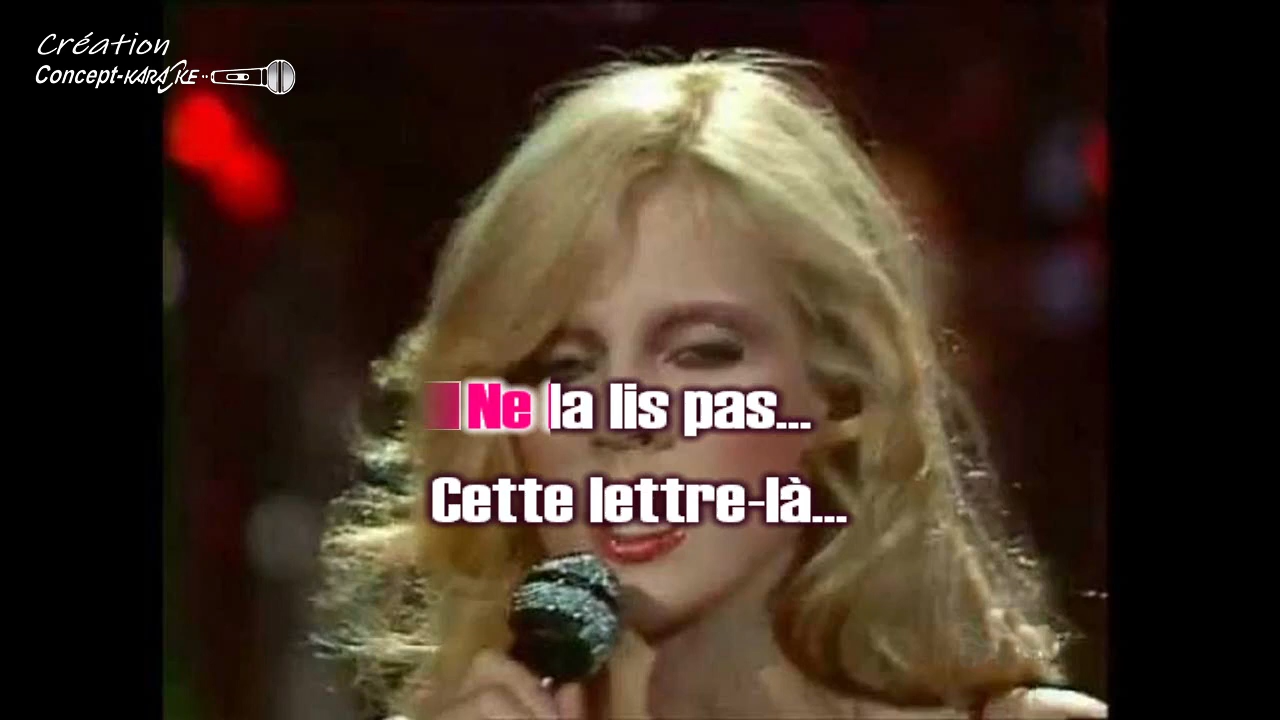 Création
Concept-KARAOKE
Ne la lis pas...
Cette lettre-là...